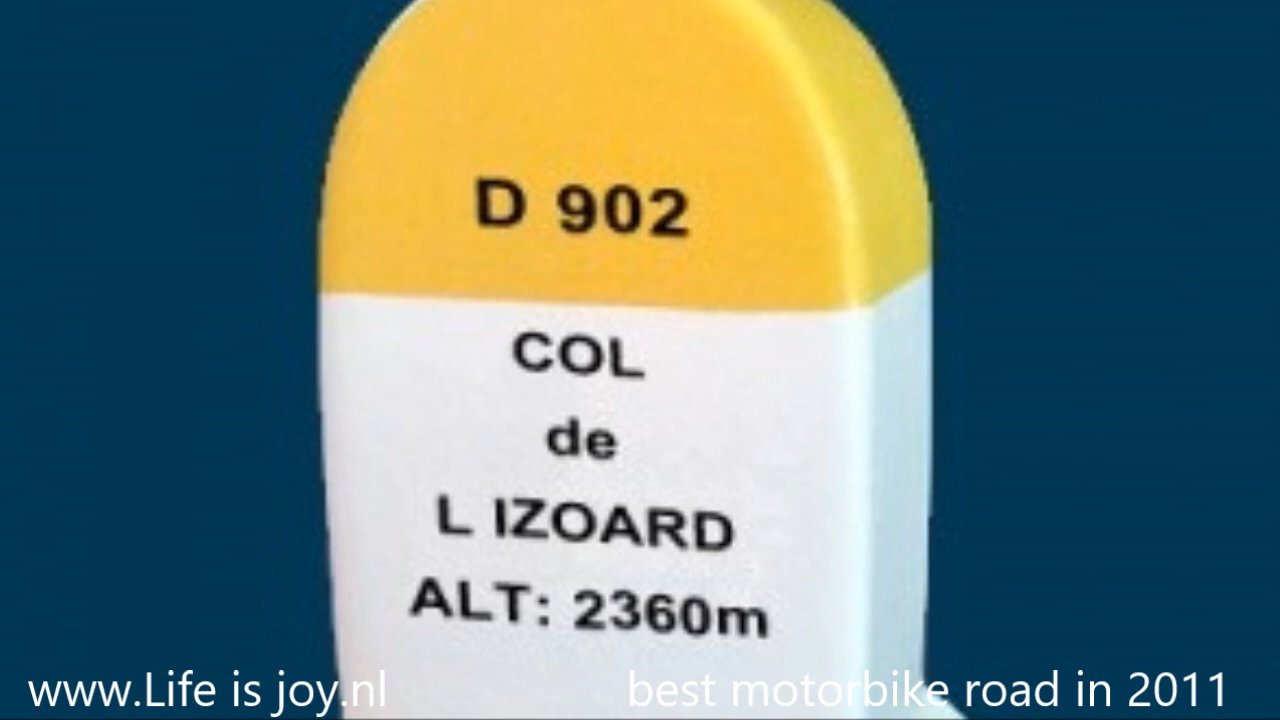 D 902
COL
de
L IZOARD
ALT: 2360m
www.Life is joy.nl
best motorbike road in 2011